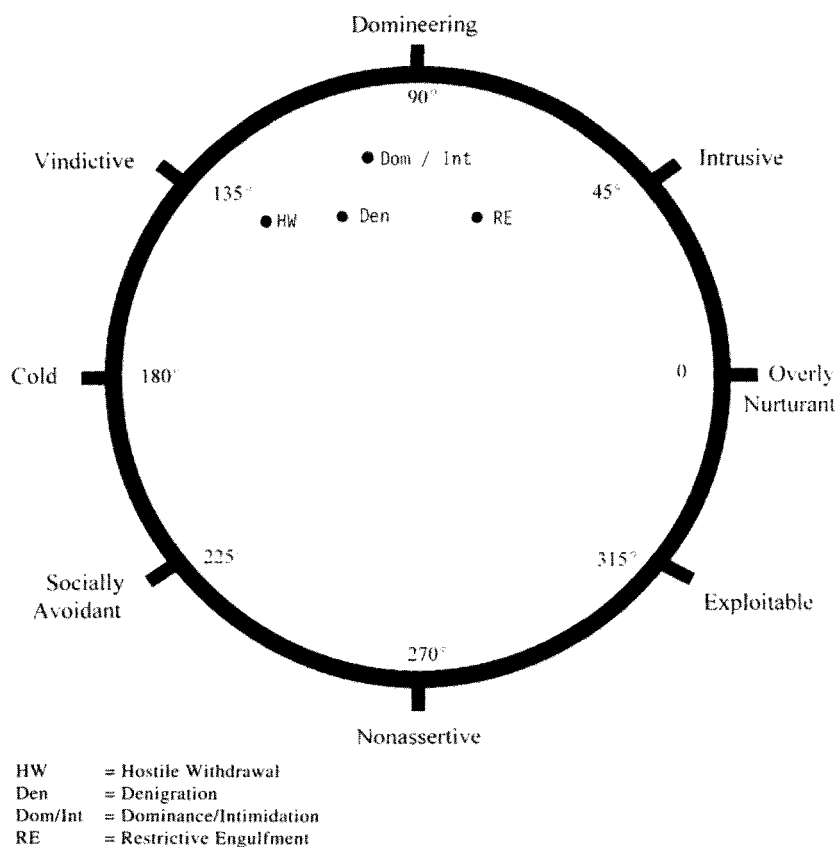 Domineering
90°
Dom / Int
Vindictive
Intrusive
135°
45°
HW
Den
RE
Cold
180°
0
Overly
Nurturant
225°
315°
Socially
Avoidant
Exploitable
270°
Nonassertive
HW = Hostile Withdrawal
Den = Denigration
Dom/Int = Dominance/Intimidation
RE = Restrictive Engulfment